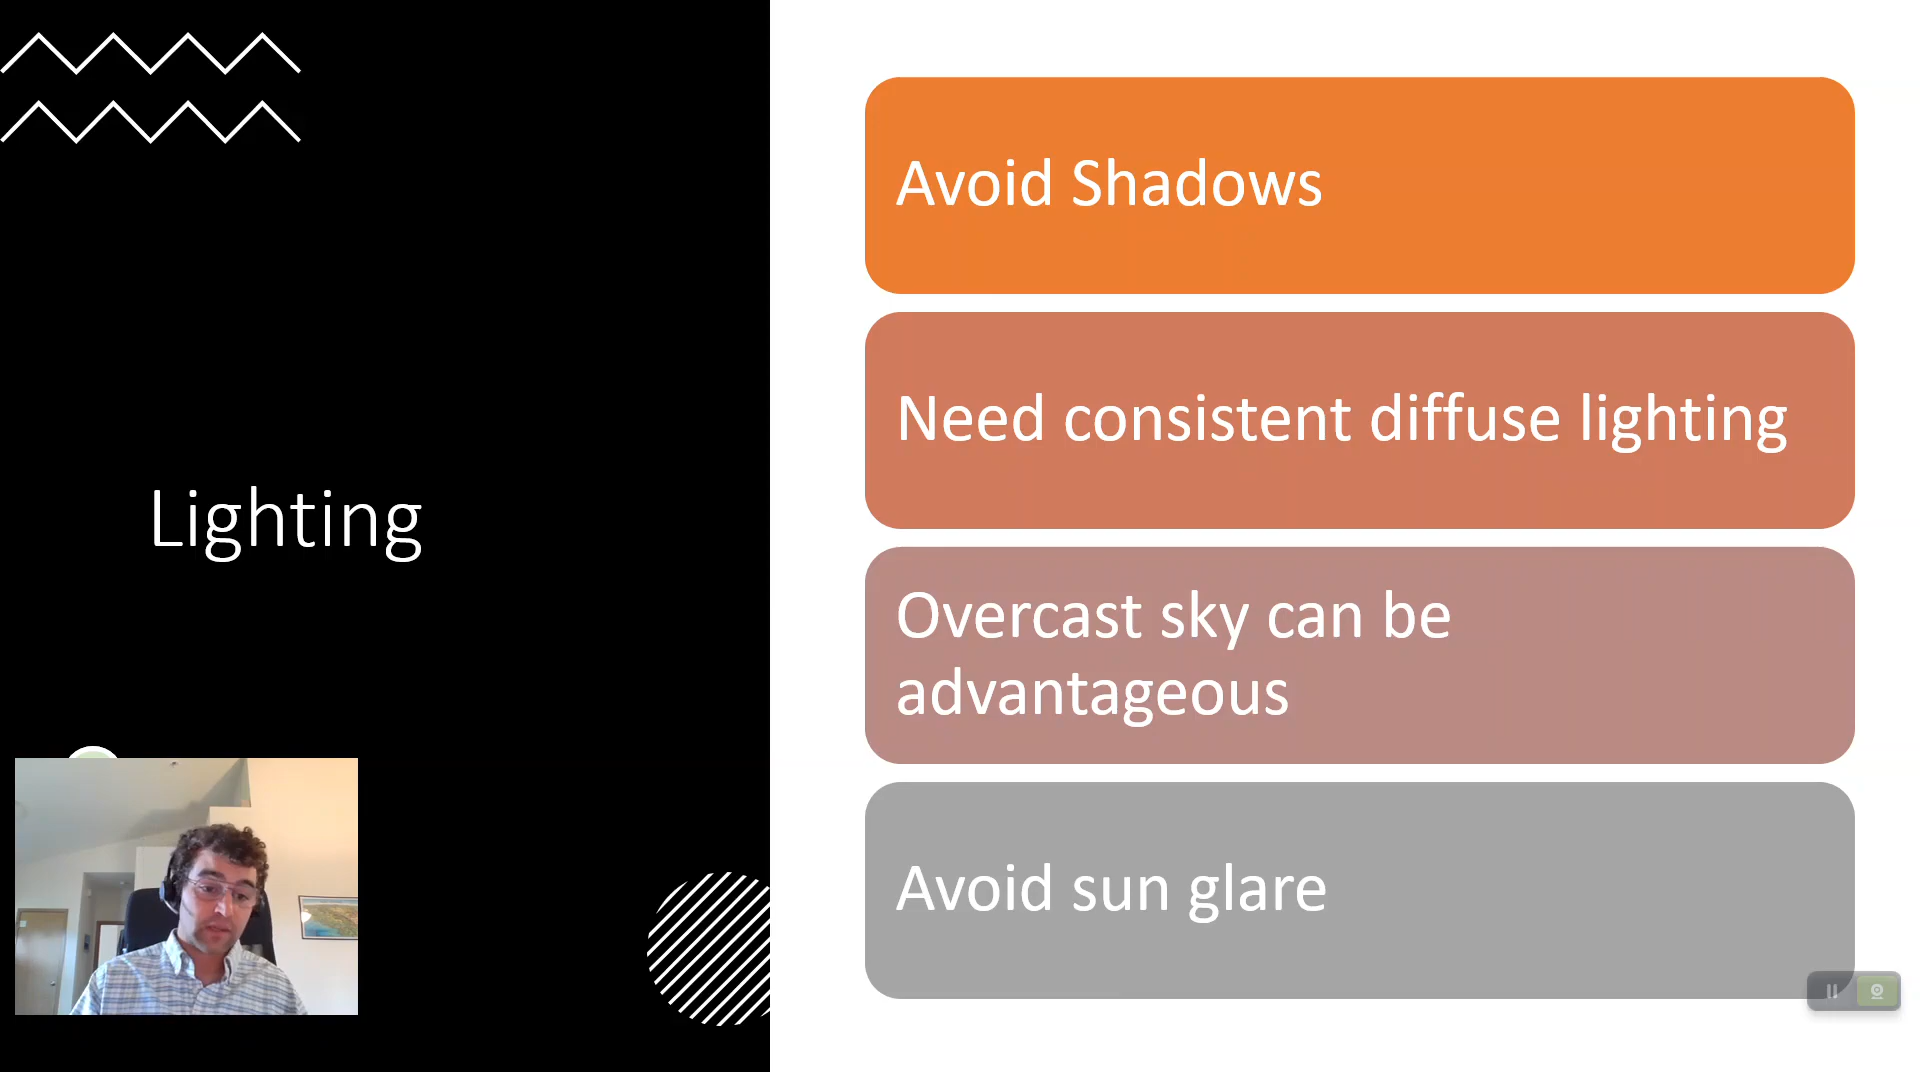 Lighting
Avoid Shadows
Need consistent diffuse lighting
Overcast sky can be
advantageous
Avoid sun glare